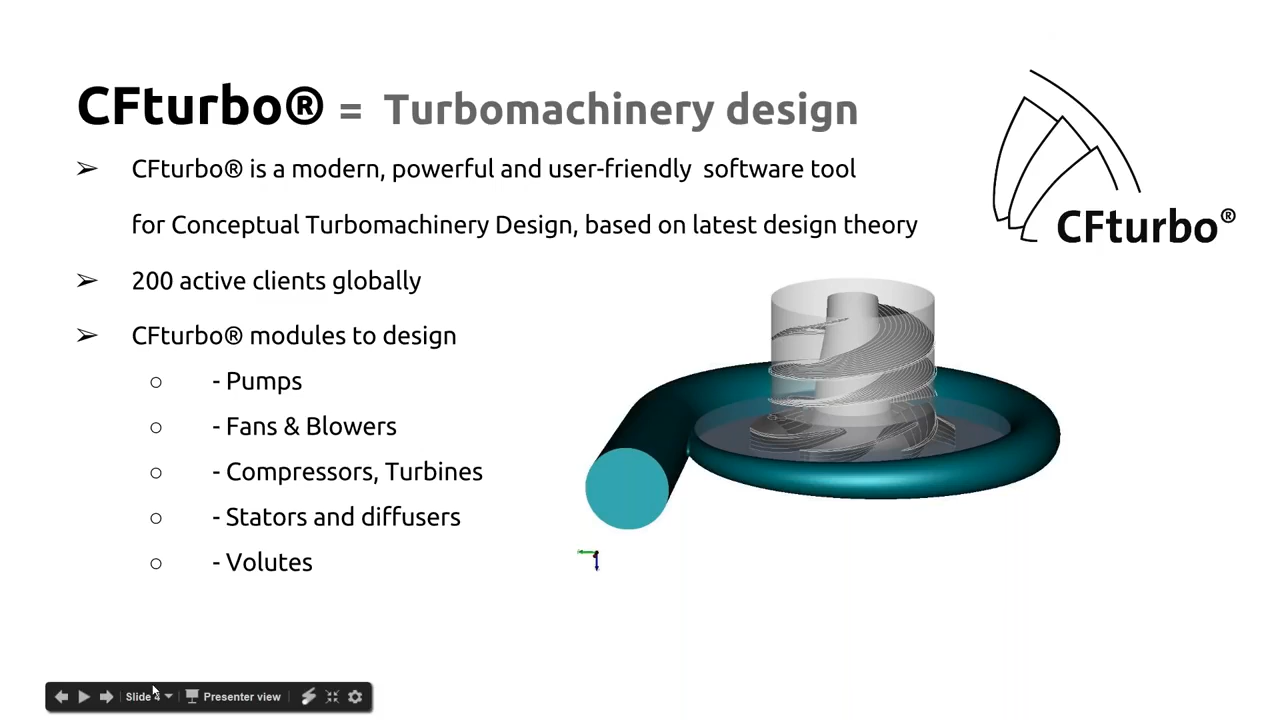 CFturbo® = Turbomachinery design
➢ CFturbo® is a modern, powerful and user-friendly software tool
for Conceptual Turbomachinery Design, based on latest design theory
➢ 200 active clients globally
➢ CFturbo® modules to design
○ - Pumps
○ - Fans & Blowers
○ - Compressors, Turbines
○ - Stators and diffusers
○ - Volutes
CFturbo®
Slide 4 Presenter view